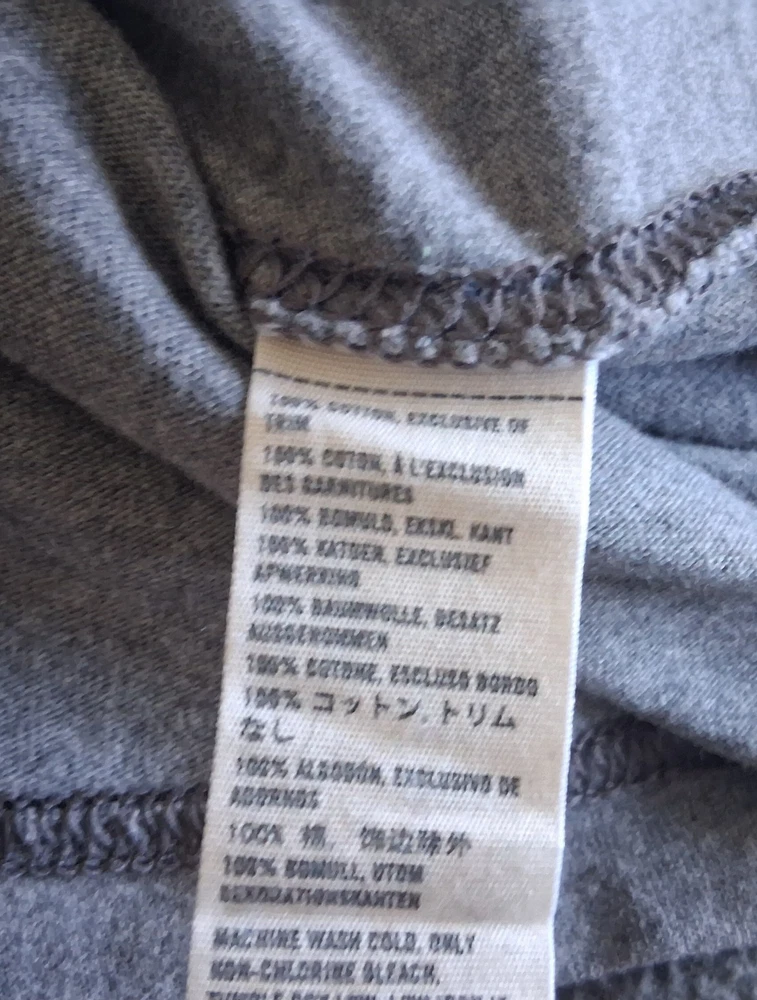 100% COTTON, EXCLUSIVE OF
TRIM
100% COTON, À L'EXCLUSION
DES GARNITURES
100% BOMULD, EKSKL. KANT
100% KATOEN, EXCLUSIEF
AFWERKING
100% BAUMWOLLE, BESATZ
AUSGENOMMEN
100% COTONE, ESCLUSO BORDO
100% コットン, トリム
なし
100% ALGODÓN, EXCLUSIVO DE
ADORNOS
100% 棉, 饰边除外
100% BOMULL, UTOM
DEKORATIONSKANTEN
MACHINE WASH COLD, ONLY
NON-CHLORINE BLEACH,